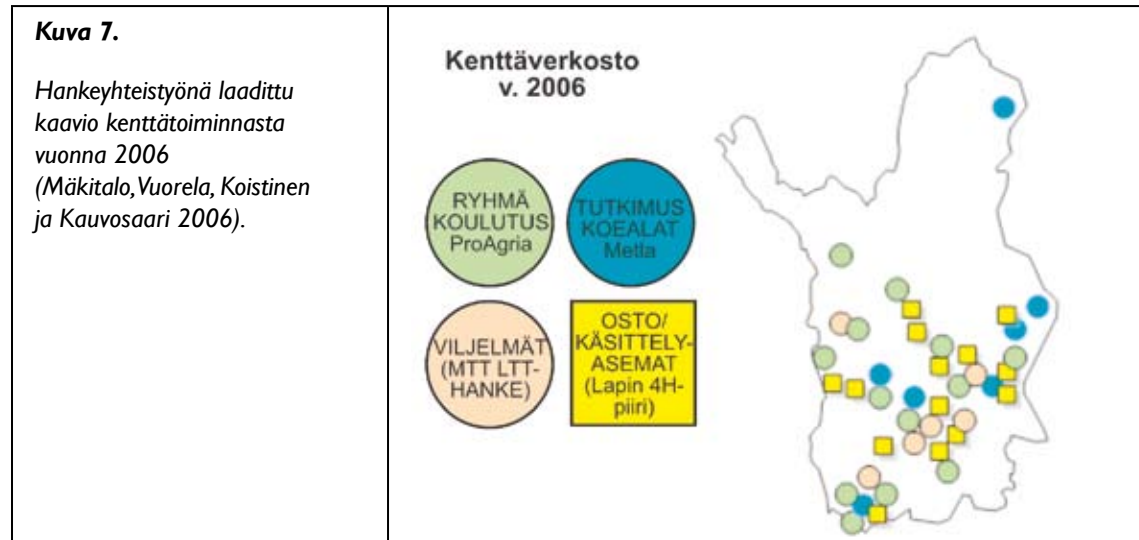 Kuva 7.
Hankeyhteistyönä laadittu
kaavio kenttätoiminnasta
vuonna 2006
(Mäkitalo, Vuorela, Koistinen
ja Kauvosaari 2006).
Kenttäverkosto
v. 2006
RYHMÄ
KOULUTUS
ProAgria
TUTKIMUS
KOEALAT
Metla
VILJELMÄT
(MTT LTT-
HANKE)
OSTO/
KÄSITTELY-
ASEMAT
(Lapin 4H-
piiri)